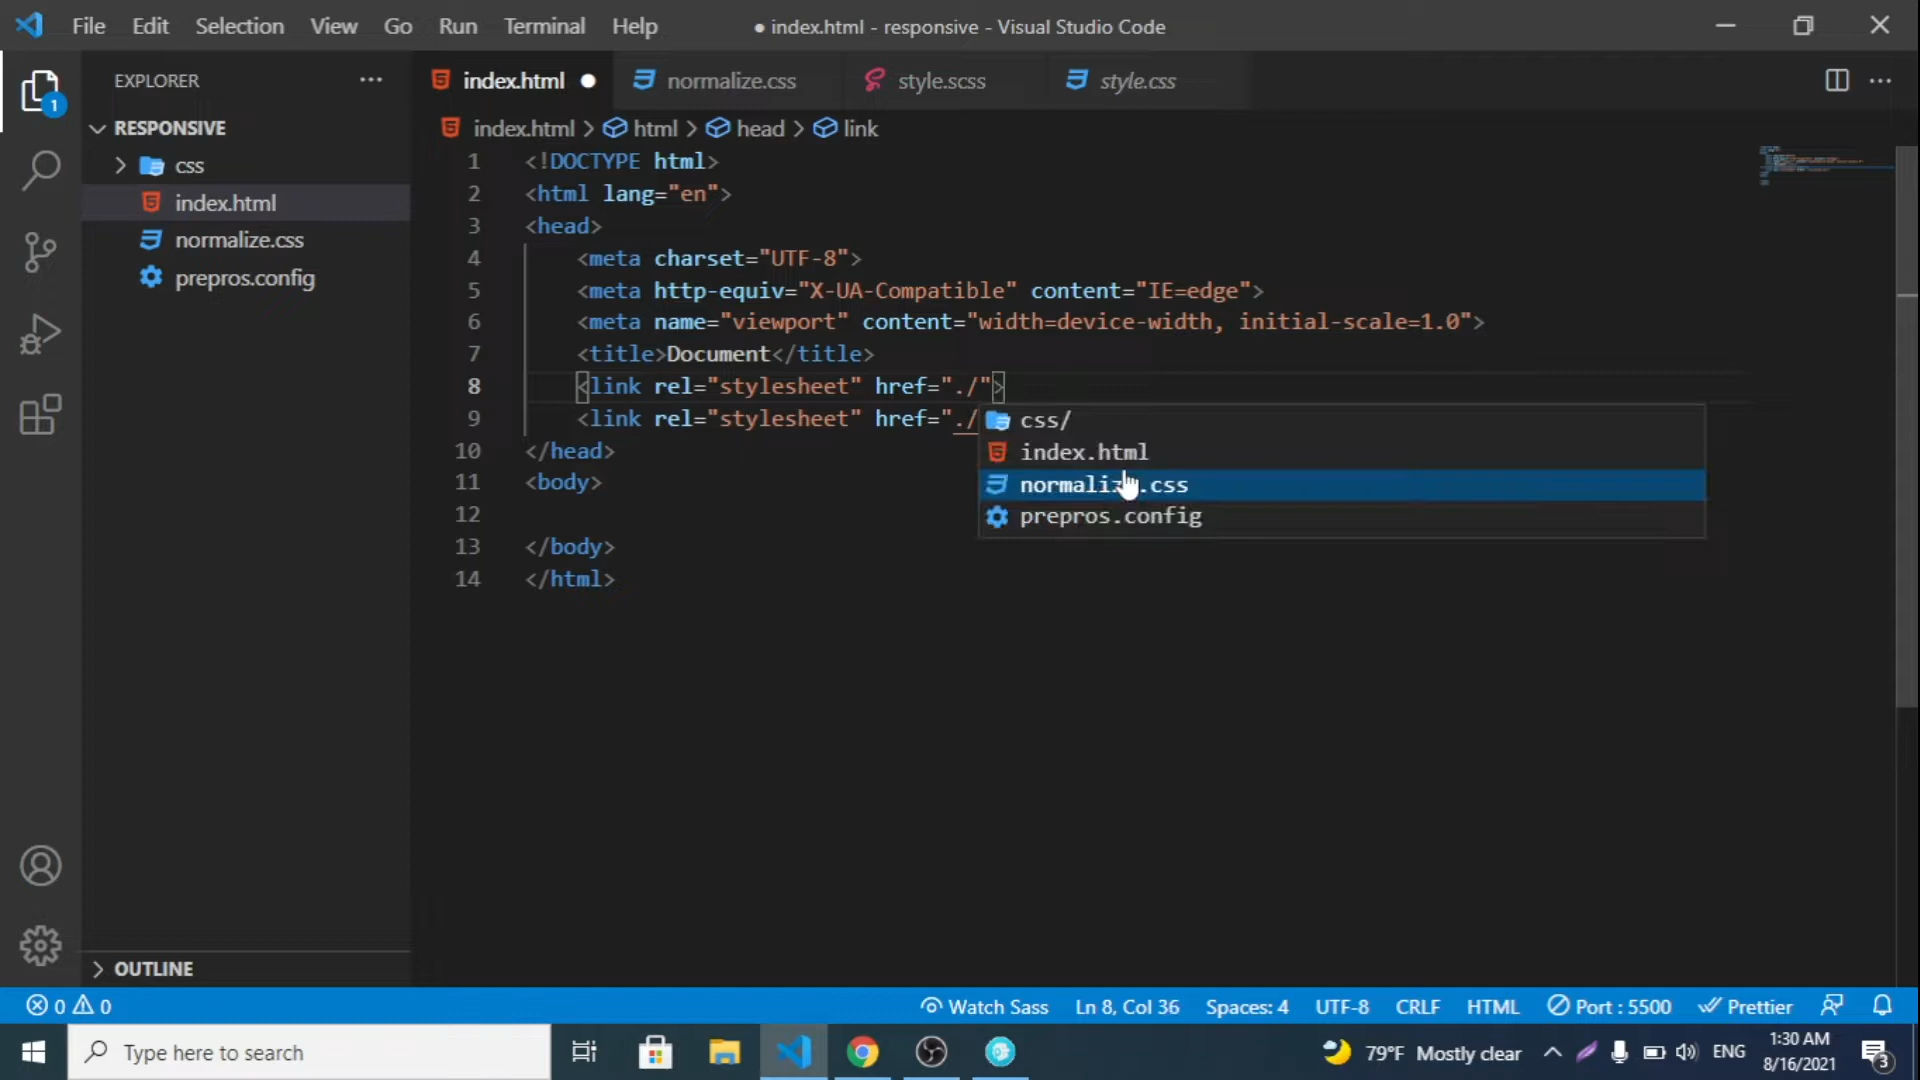 File Edit Selection View Go Run Terminal Help
● index.html - responsive - Visual Studio Code
EXPLORER
index.html ● normalize.css style.scss style.css
RESPONSIVE
index.html > html > head > link
css
index.html
normalize.css
prepros.config
1 <!DOCTYPE html>
2 <html lang="en">
3 <head>
4 <meta charset="UTF-8">
5 <meta http-equiv="X-UA-Compatible" content="IE=edge">
6 <meta name="viewport" content="width=device-width, initial-scale=1.0">
7 <title>Document</title>
8 <link rel="stylesheet" href="./">
9 <link rel="stylesheet" href="./
10 </head>
11 <body>
12
13 </body>
14 </html>
css/
index.html
normalize.css
prepros.config
1
OUTLINE
0 0 Watch Sass Ln 8, Col 36 Spaces: 4 UTF-8 CRLF HTML Port : 5500 Prettier
Type here to search
79°F Mostly clear ENG
1:30 AM
8/16/2021
3